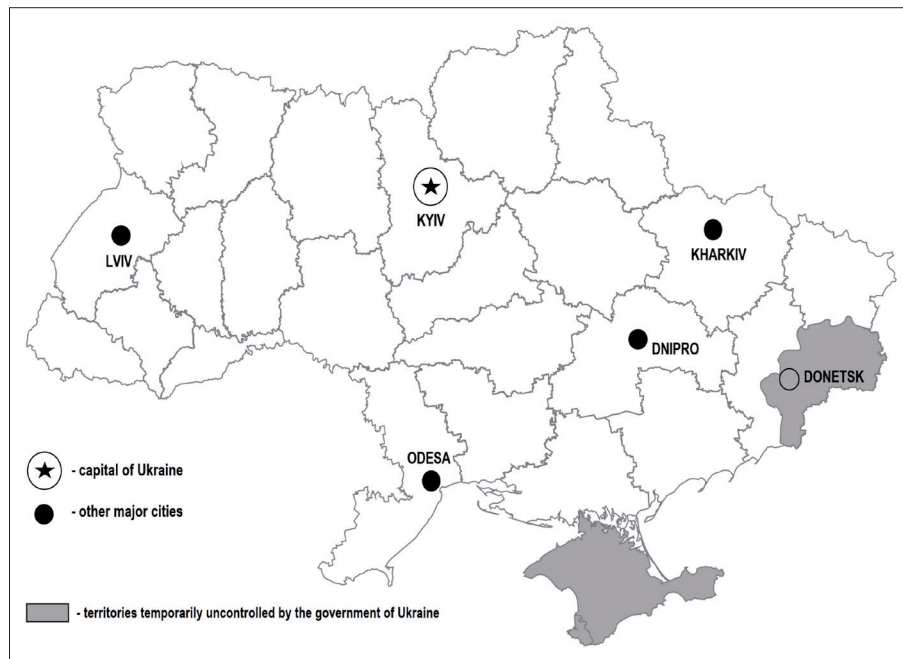 KYIV
LVIV
KHARKIV
DNIPRO
DONETSK
ODESA
- capital of Ukraine
- other major cities
- territories temporarily uncontrolled by the government of Ukraine